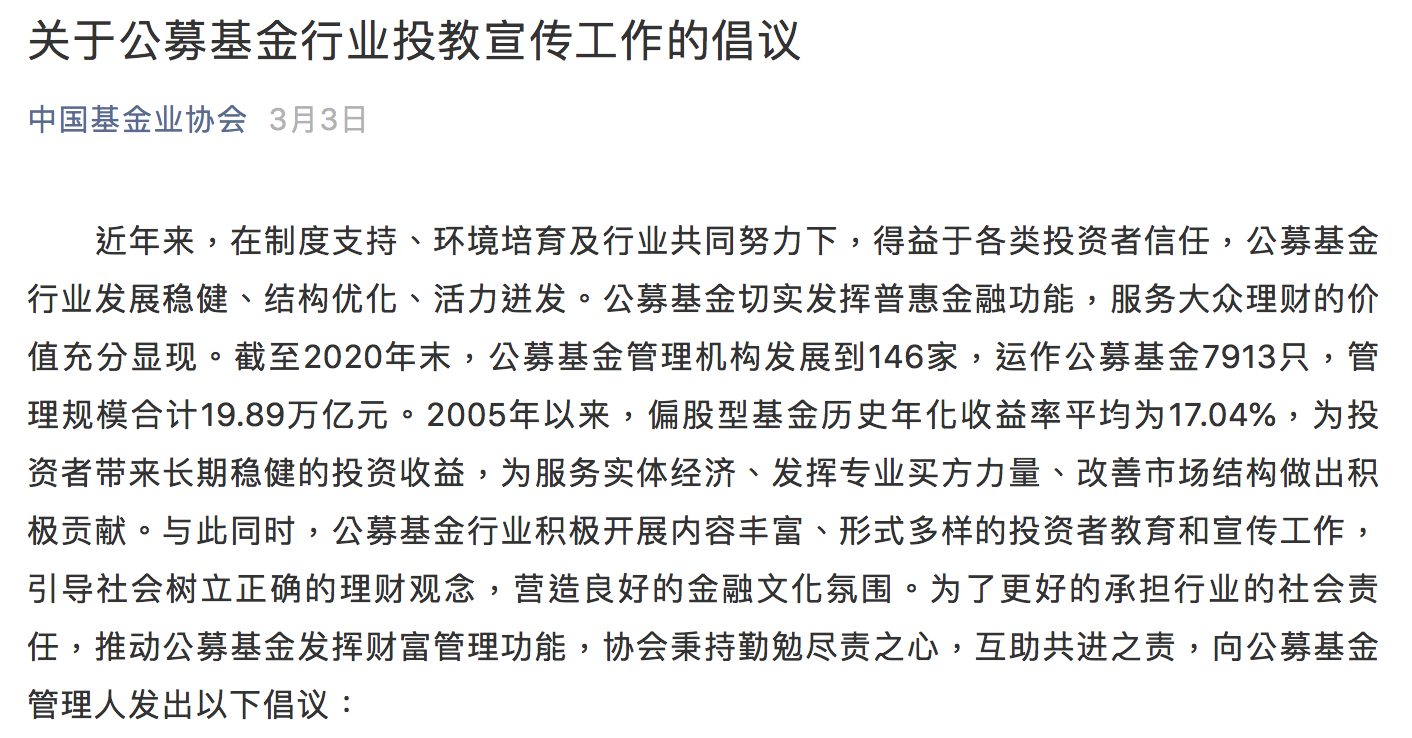 关于公募基金行业投教宣传工作的倡议
中国基金业协会 3月3日
近年来，在制度支持、环境培育及行业共同努力下，得益于各类投资者信任，公募基金
行业发展稳健、结构优化、活力迸发。公募基金切实发挥普惠金融功能，服务大众理财的价
值充分显现。截至2020年末，公募基金管理机构发展到146家，运作公募基金7913只，管
理规模合计19.89万亿元。2005年以来，偏股型基金历史年化收益率平均为17.04%，为投
资者带来长期稳健的投资收益，为服务实体经济、发挥专业买方力量、改善市场结构做出积
极贡献。与此同时，公募基金行业积极开展内容丰富、形式多样的投资者教育和宣传工作，
引导社会树立正确的理财观念，营造良好的金融文化氛围。为了更好的承担行业的社会责
任，推动公募基金发挥财富管理功能，协会秉持勤勉尽责之心，互助共进之责，向公募基金
管理人发出以下倡议：